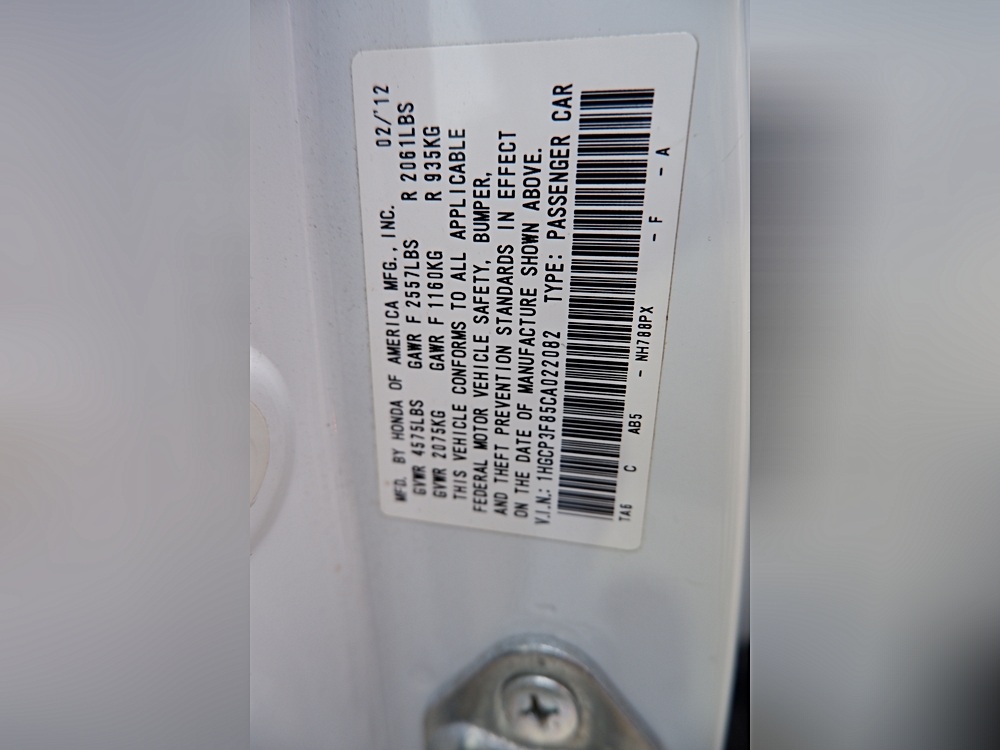 MFD. BY HONDA OF AMERICA MFG., INC. 02/'12
GVWR 4575LBS GAWR F 2557LBS R 2061LBS
GVWR 2075KG GAWR F 1160KG R 935KG
THIS VEHICLE CONFORMS TO ALL APPLICABLE
FEDERAL MOTOR VEHICLE SAFETY, BUMPER,
AND THEFT PREVENTION STANDARDS IN EFFECT
ON THE DATE OF MANUFACTURE SHOWN ABOVE.
V.I.N.: 1HGCP3F85CA022082 TYPE: PASSENGER CAR
TA6 C AB5 - NH788PX - F - A